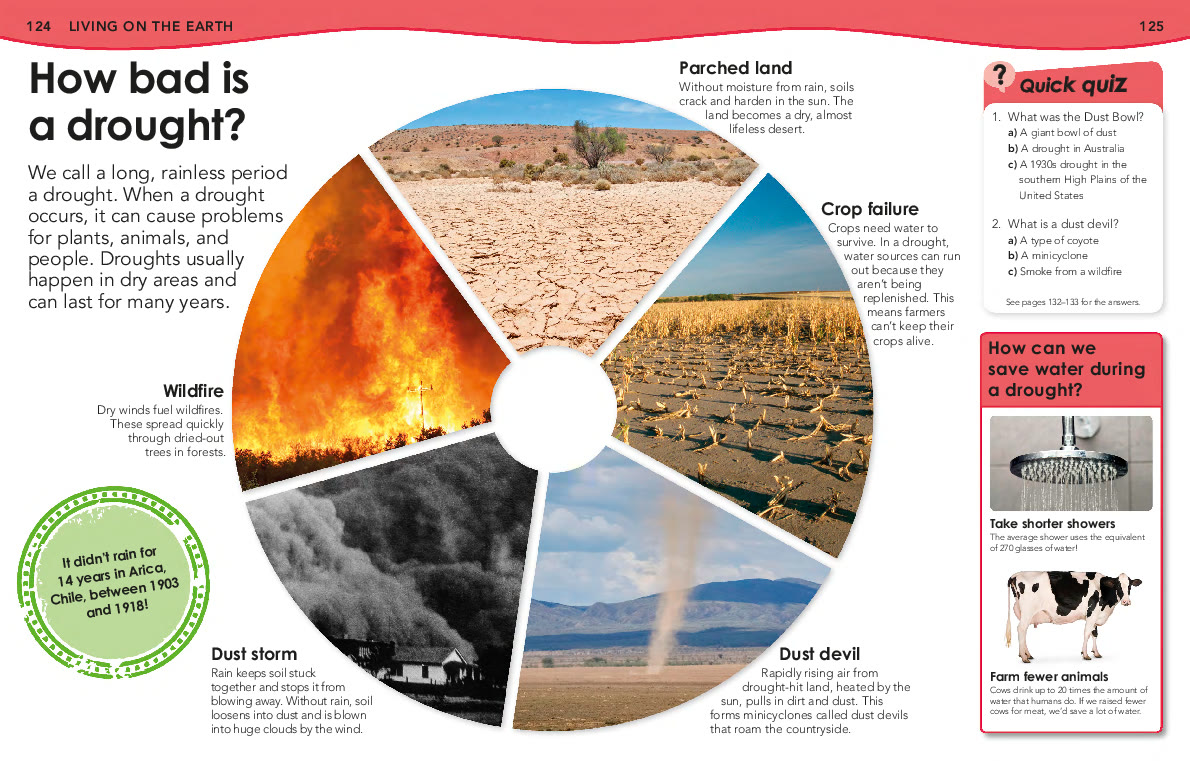 124 LIVING ON THE EARTH
125
How bad is
a drought?
We call a long, rainless period
a drought. When a drought
occurs, it can cause problems
for plants, animals, and
people. Droughts usually
happen in dry areas and
can last for many years.
Parched land
Without moisture from rain, soils
crack and harden in the sun. The
land becomes a dry, almost
lifeless desert.
Crop failure
Crops need water to
survive. In a drought,
water sources can run
out because they
aren't being
replenished. This
means farmers
can't keep their
crops alive.
Wildfire
Dry winds fuel wildfires.
These spread quickly
through dried-out
trees in forests.
It didn't rain for
14 years in Arica,
Chile, between 1903
and 1918!
Dust storm
Rain keeps soil stuck
together and stops it from
blowing away. Without rain, soil
loosens into dust and is blown
into huge clouds by the wind.
Dust devil
Rapidly rising air from
drought-hit land, heated by the
sun, pulls in dirt and dust. This
forms minicyclones called dust devils
that roam the countryside.
? Quick quiz
1. What was the Dust Bowl?
a) A giant bowl of dust
b) A drought in Australia
c) A 1930s drought in the
southern High Plains of the
United States
2. What is a dust devil?
a) A type of coyote
b) A minicyclone
c) Smoke from a wildfire
See pages 132–133 for the answers.
How can we
save water during
a drought?
Take shorter showers
The average shower uses the equivalent
of 270 glasses of water!
Farm fewer animals
Cows drink up to 20 times the amount of
water that humans do. If we raised fewer
cows for meat, we'd save a lot of water.